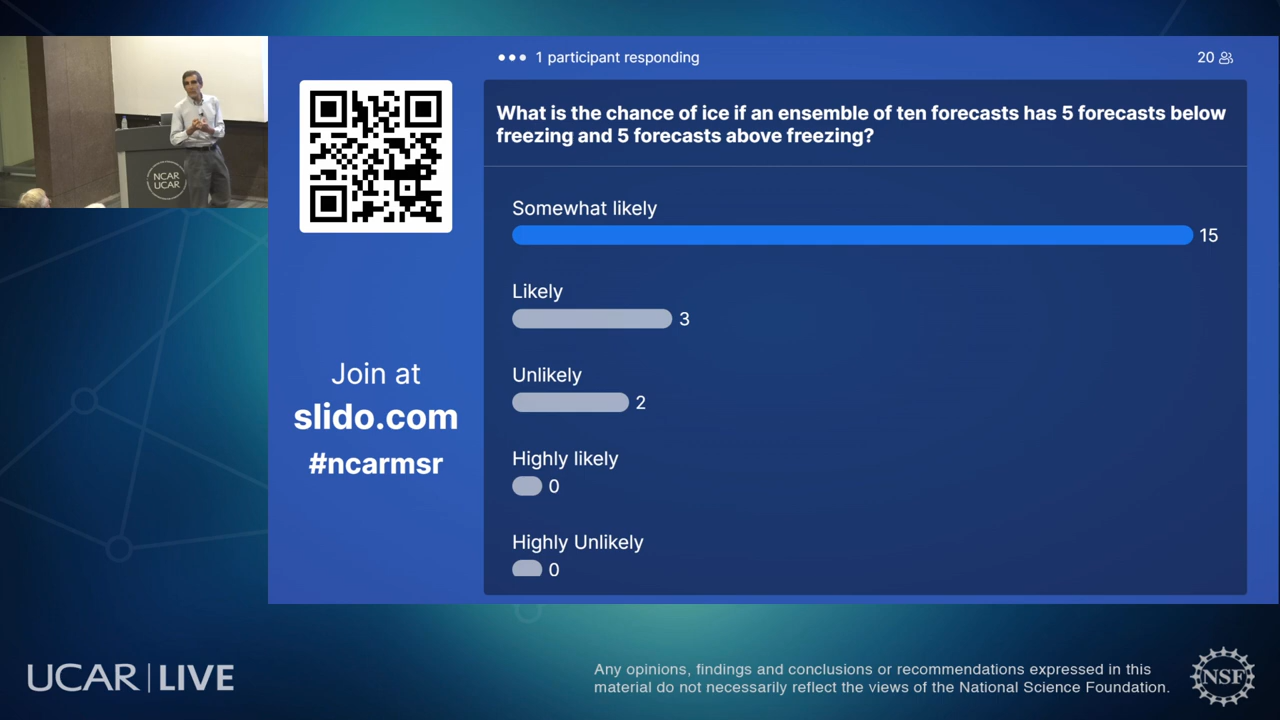 NCAR
UCAR
••• 1 participant responding
20
What is the chance of ice if an ensemble of ten forecasts has 5 forecasts below
freezing and 5 forecasts above freezing?
Somewhat likely
15
Likely
3
Unlikely
2
Highly likely
0
Highly Unlikely
0
Join at
slido.com
#ncarmsr
UCAR | LIVE
Any opinions, findings and conclusions or recommendations expressed in this
material do not necessarily reflect the views of the National Science Foundation.
NSF